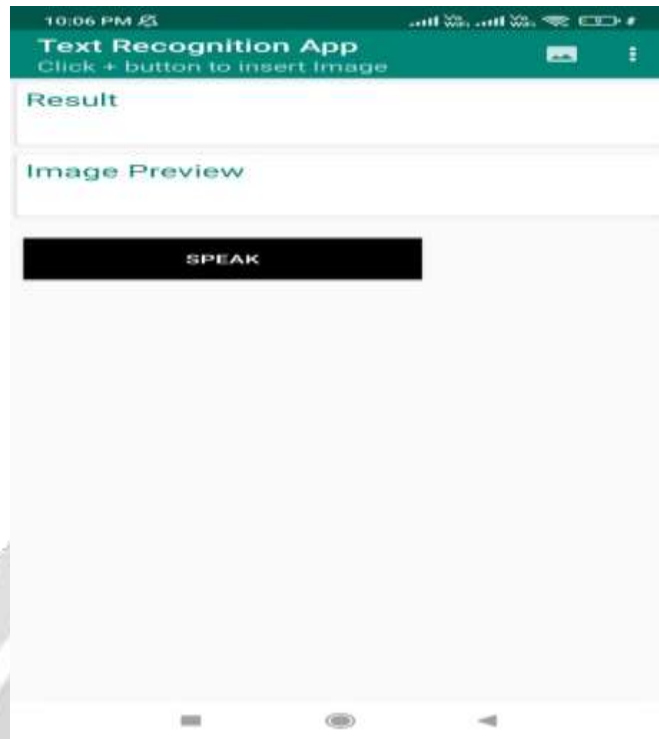 10:06 PM
Text Recognition App
Click + button to insert Image
Result
Image Preview
SPEAK